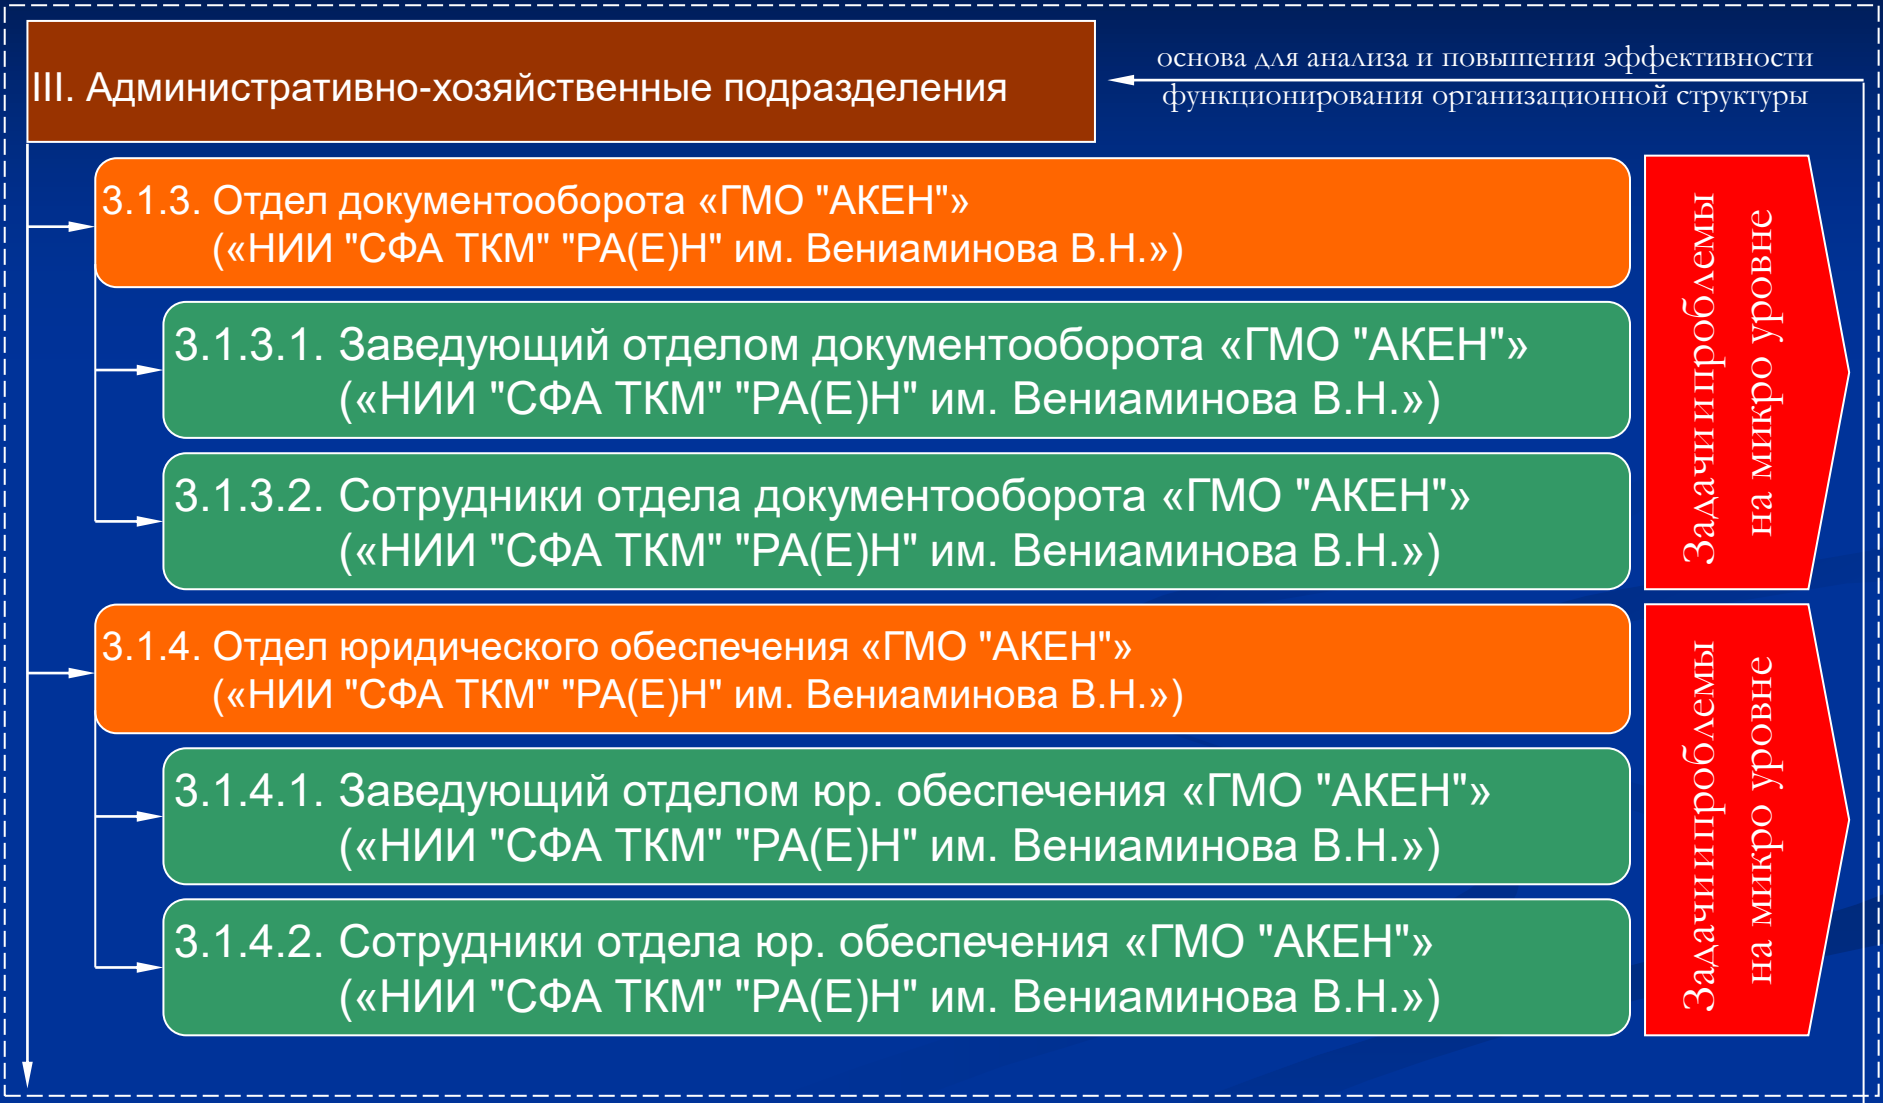 III. Административно-хозяйственные подразделения
основа для анализа и повышения эффективности
функционирования организационной структуры
3.1.3. Отдел документооборота «ГМО "АКЕН"»
(«НИИ "СФА ТКМ" "РА(Е)Н" им. Вениаминова В.Н.»)
3.1.3.1. Заведующий отделом документооборота «ГМО "АКЕН"»
(«НИИ "СФА ТКМ" "РА(Е)Н" им. Вениаминова В.Н.»)
3.1.3.2. Сотрудники отдела документооборота «ГМО "АКЕН"»
(«НИИ "СФА ТКМ" "РА(Е)Н" им. Вениаминова В.Н.»)
Задачи и проблемы
на микро уровне
3.1.4. Отдел юридического обеспечения «ГМО "АКЕН"»
(«НИИ "СФА ТКМ" "РА(Е)Н" им. Вениаминова В.Н.»)
3.1.4.1. Заведующий отделом юр. обеспечения «ГМО "АКЕН"»
(«НИИ "СФА ТКМ" "РА(Е)Н" им. Вениаминова В.Н.»)
3.1.4.2. Сотрудники отдела юр. обеспечения «ГМО "АКЕН"»
(«НИИ "СФА ТКМ" "РА(Е)Н" им. Вениаминова В.Н.»)
Задачи и проблемы
на микро уровне